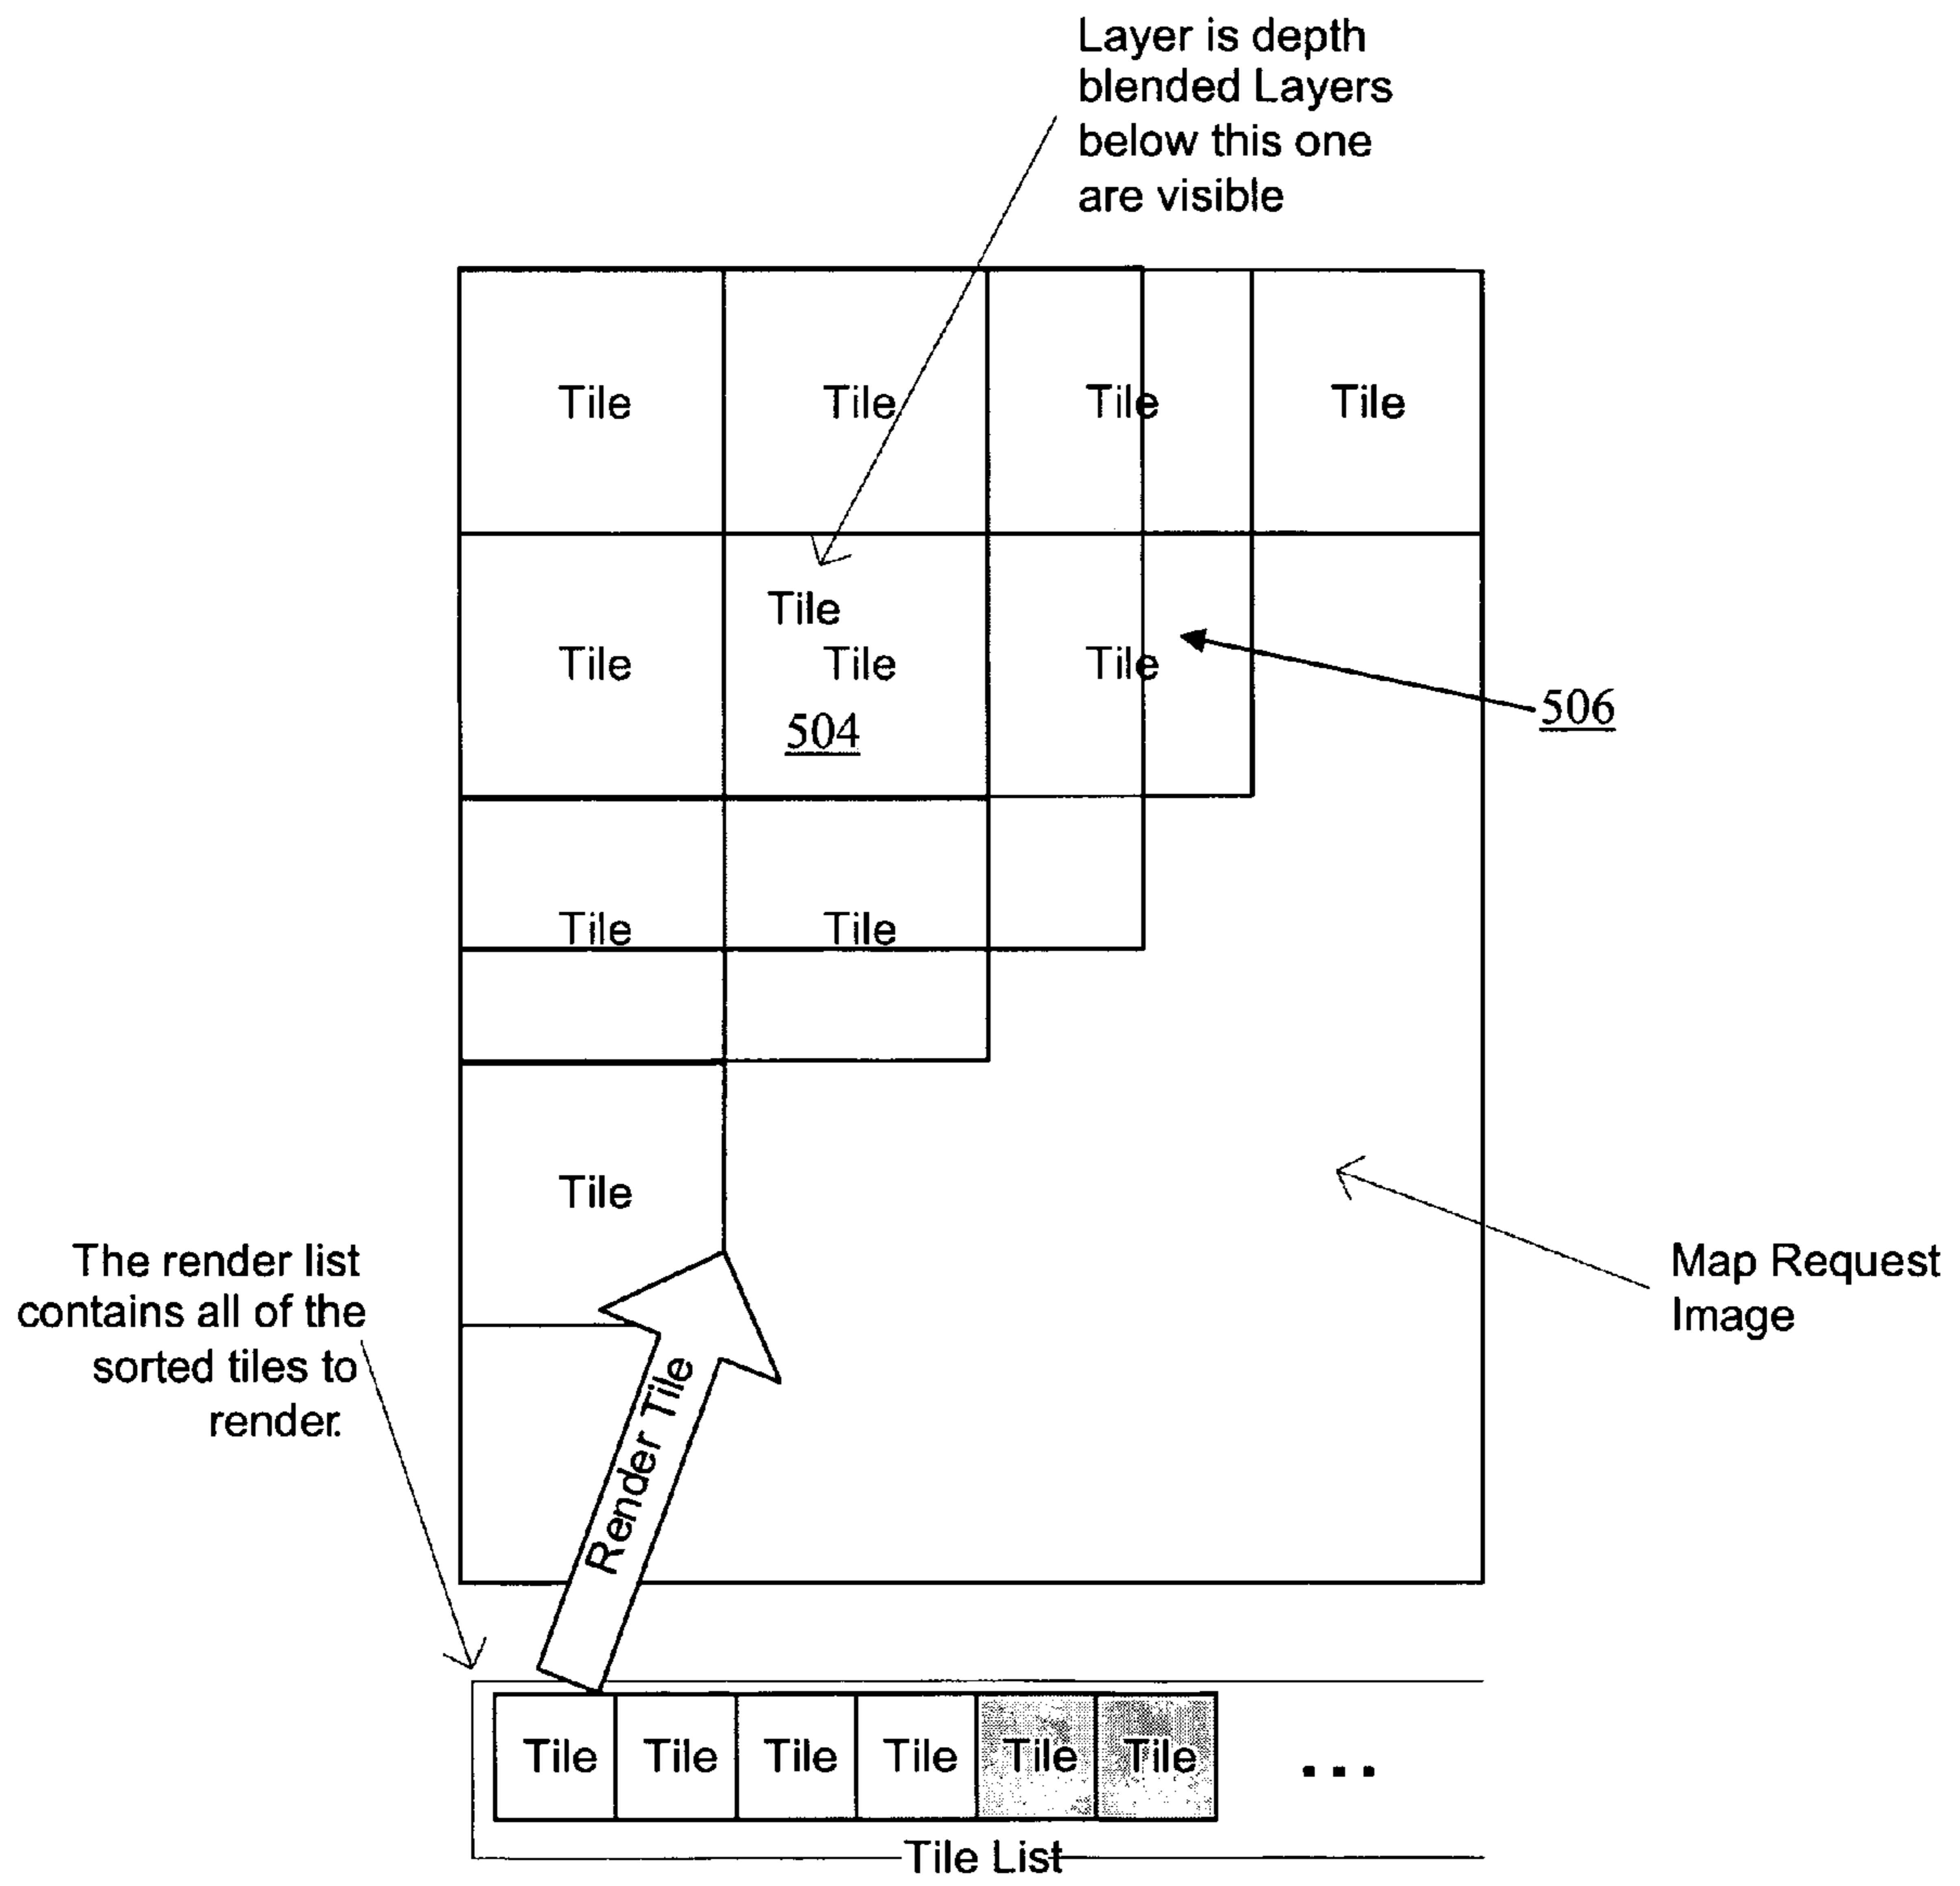 Layer is depth
blended Layers
below this one
are visible
Tile Tile Tile Tile
Tile
Tile Tile Tile
504
506
Tile Tile
Tile
The render list
contains all of the
sorted tiles to
render.
Map Request
Image
Render Tile
Tile Tile Tile Tile Tile Tile ...
Tile List